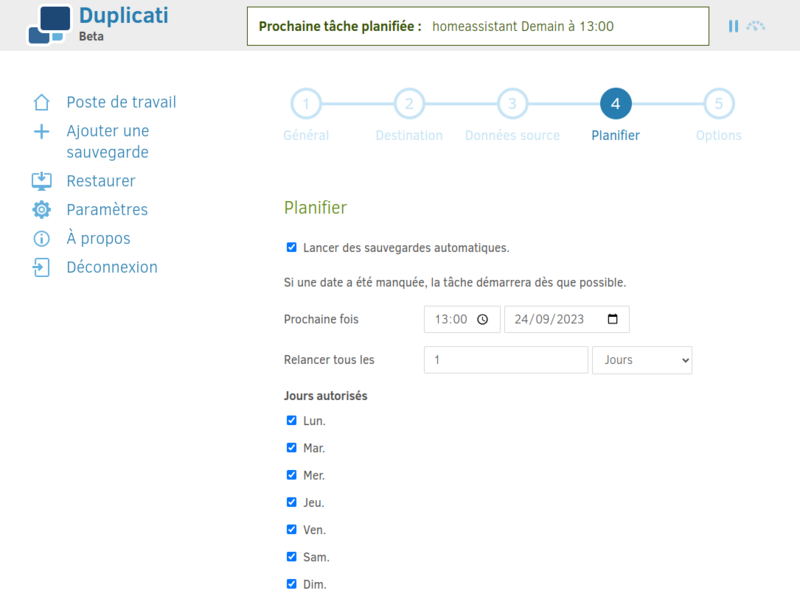 Duplicati
Beta
Prochaine tâche planifiée : homeassistant Demain à 13:00
Poste de travail
Ajouter une
sauvegarde
Restaurer
Paramètres
À propos
Déconnexion
1 2 3 4 5
Général Destination Données source Planifier Options
Planifier
Lancer des sauvegardes automatiques.
Si une date a été manquée, la tâche démarrera dès que possible.
Prochaine fois 13:00 24/09/2023
Relancer tous les 1 Jours
Jours autorisés
Lun.
Mar.
Mer.
Jeu.
Ven.
Sam.
Dim.